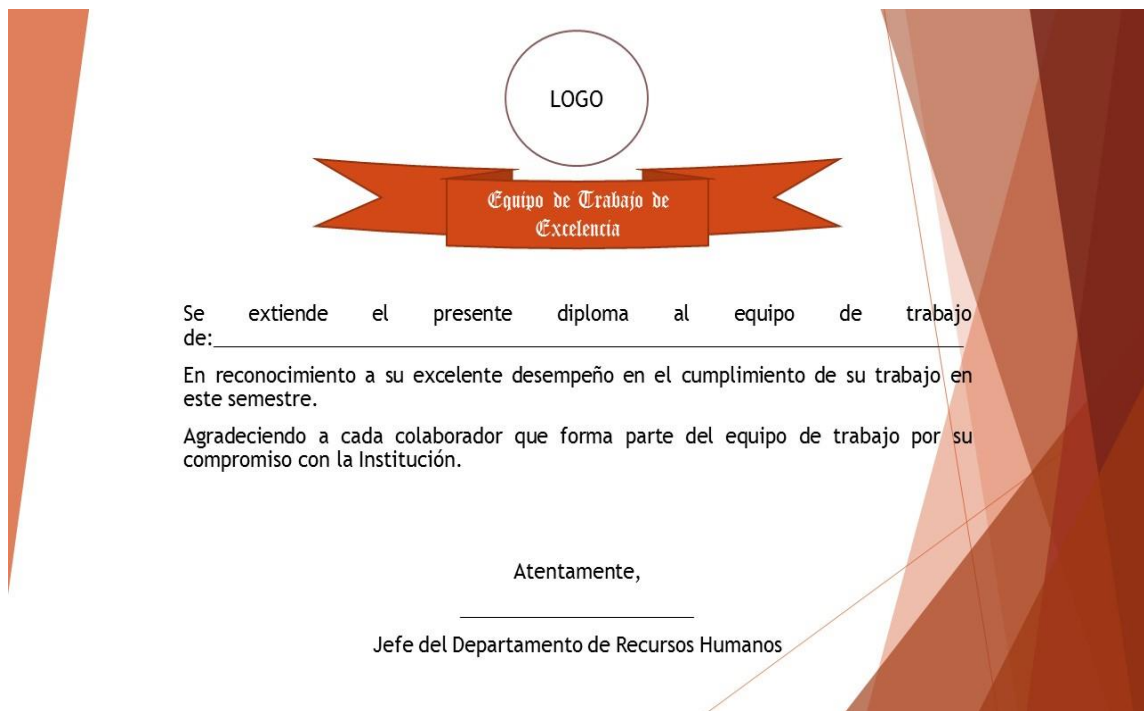 LOGO
Equipo de Trabajo de
Excelencia
Se extiende el presente diploma al equipo de trabajo
de:
En reconocimiento a su excelente desempeño en el cumplimiento de su trabajo en
este semestre.
Agradeciendo a cada colaborador que forma parte del equipo de trabajo por su
compromiso con la Institución.
Atentamente,
Jefe del Departamento de Recursos Humanos